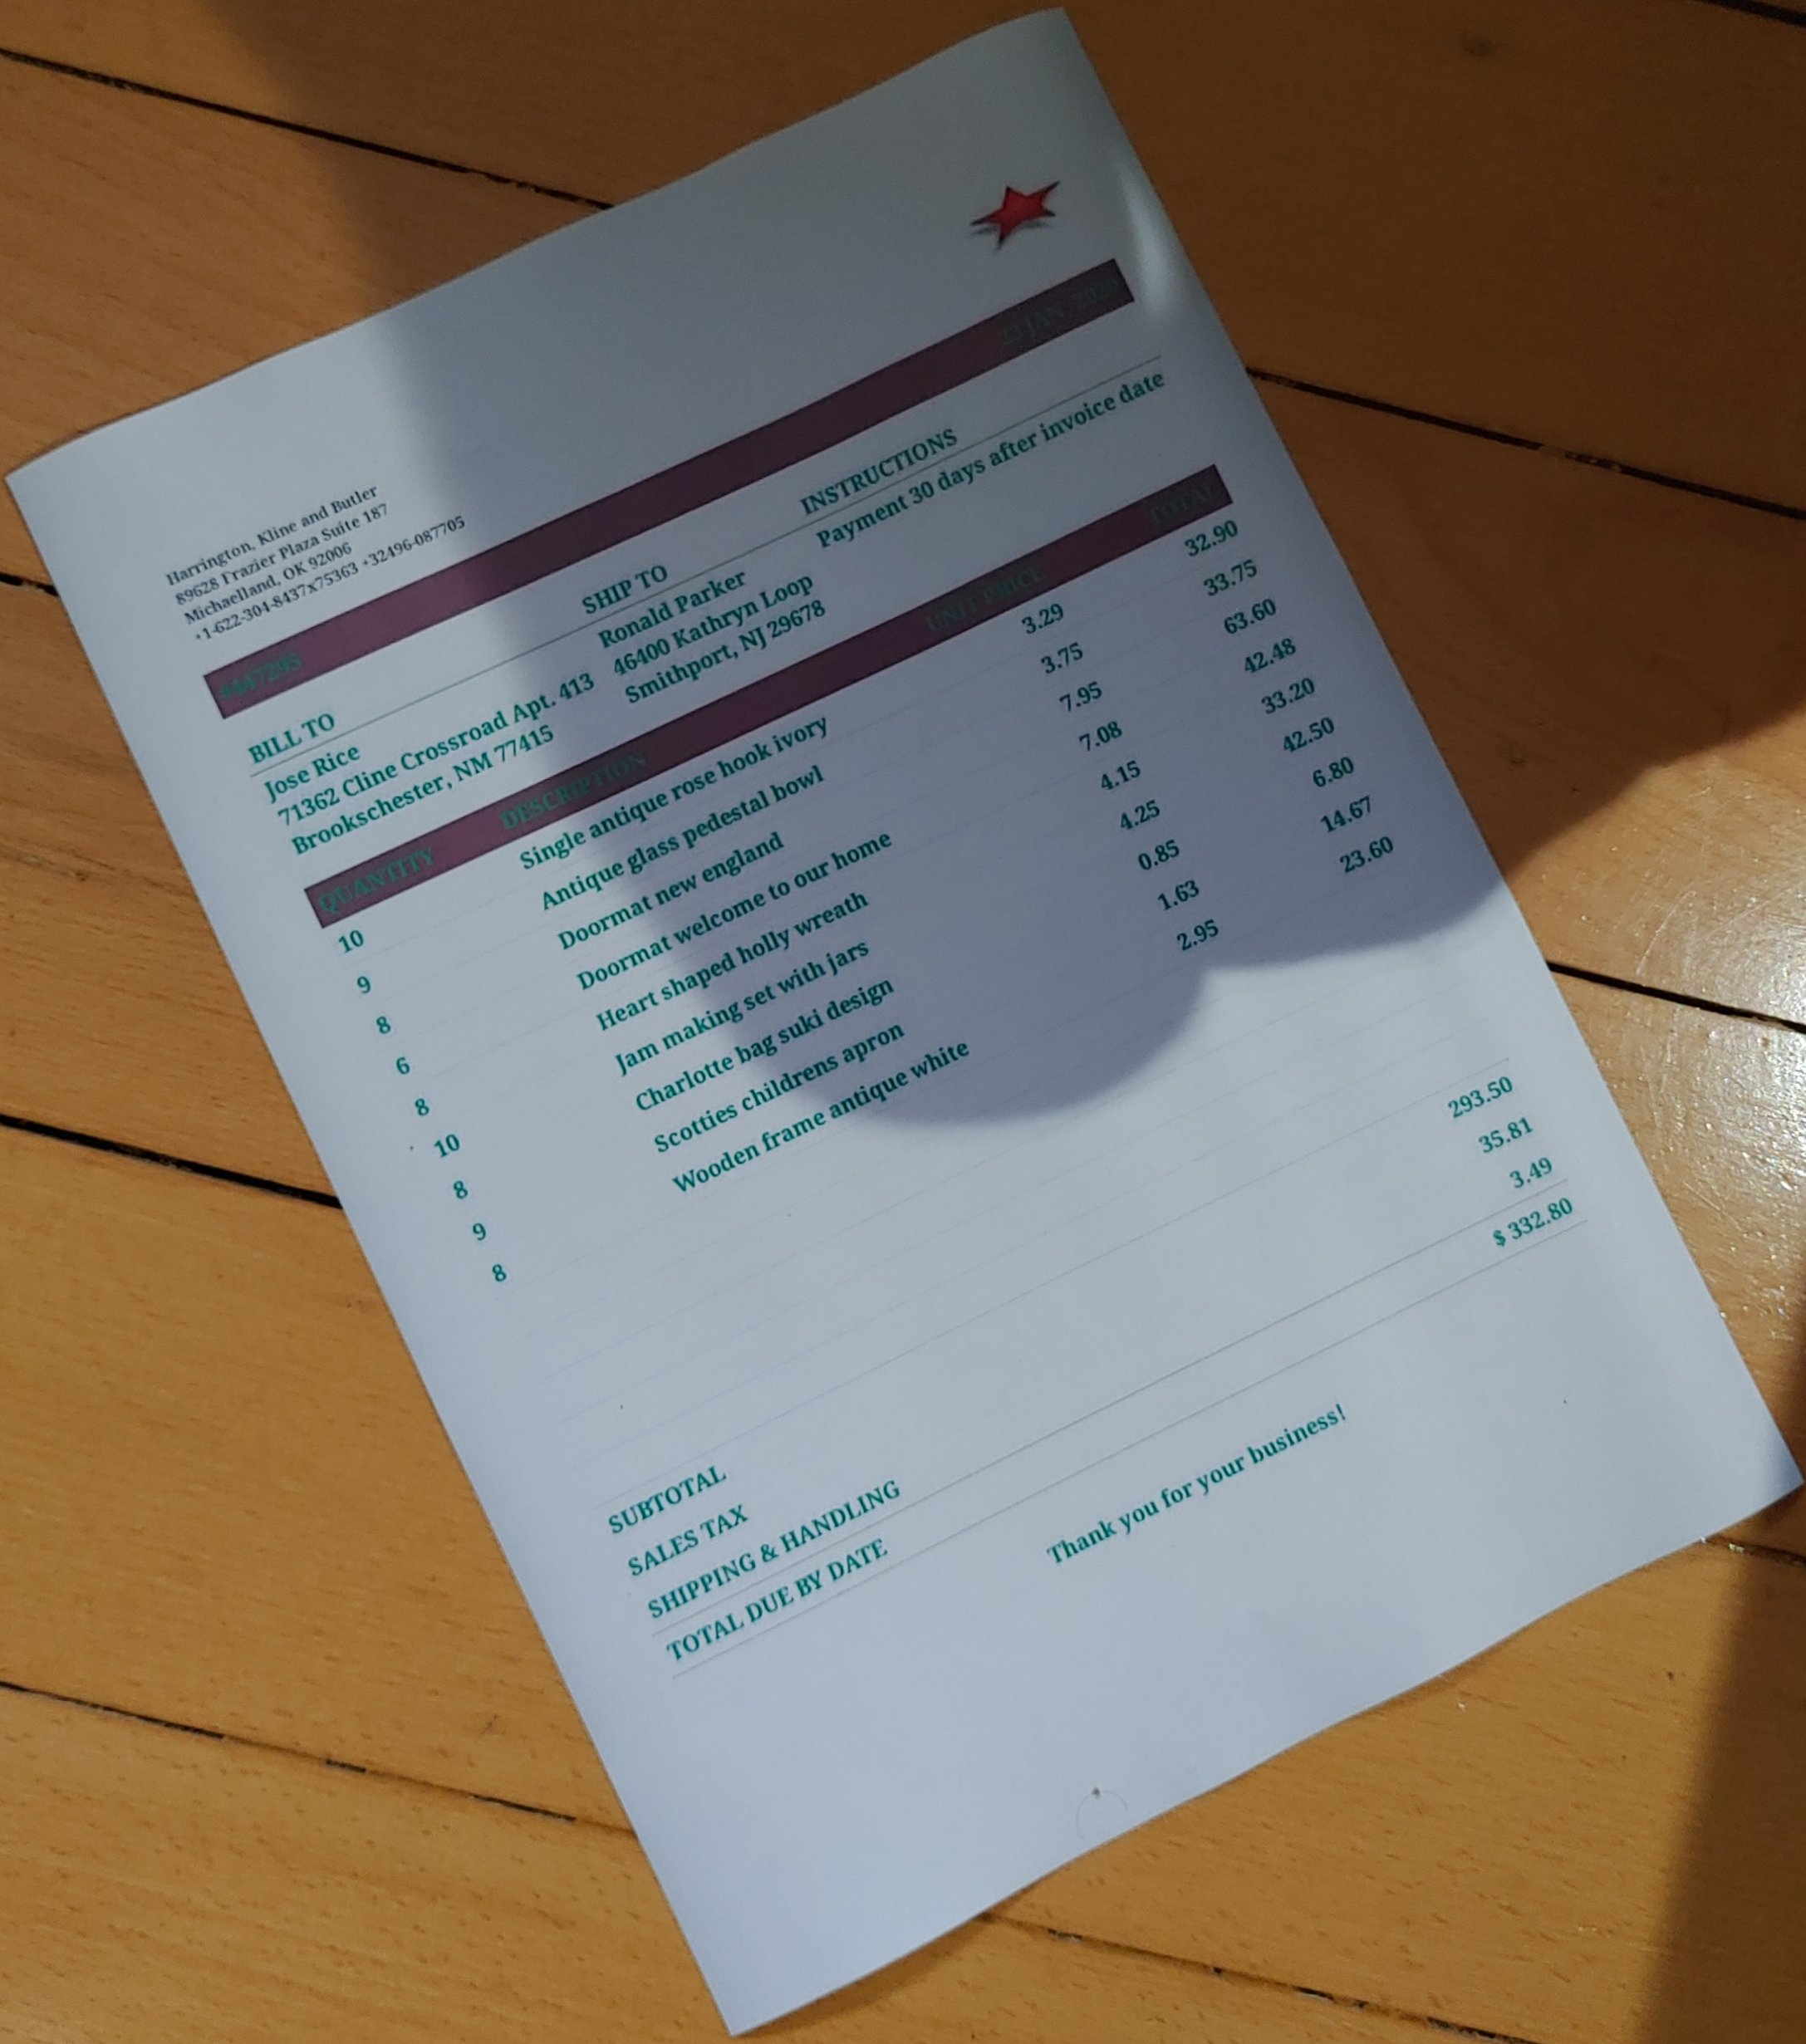 Harrington, Kline and Butler
89628 Frazier Plaza Suite 187
Michaelland, OK 92006
+1-622-304-8437x75363 +32496-087705
JAN,
BILL TO SHIP TO INSTRUCTIONS
Jose Rice Ronald Parker Payment 30 days after invoice date
71362 Cline Crossroad Apt. 413 46400 Kathryn Loop
Brookschester, NM 77415 Smithport, NJ 29678
QUANTITY DESCRIPTION UNIT PRICE TOTAL
10 Single antique rose hook ivory 3.29 32.90
9 Antique glass pedestal bowl 3.75 33.75
8 Doormat new england 7.95 63.60
6 Doormat welcome to our home 7.08 42.48
8 Heart shaped holly wreath 4.15 33.20
10 Jam making set with jars 4.25 42.50
8 Charlotte bag suki design 0.85 6.80
9 Scotties childrens apron 1.63 14.67
8 Wooden frame antique white 2.95 23.60
SUBTOTAL 293.50
SALES TAX 35.81
SHIPPING & HANDLING 3.49
TOTAL DUE BY DATE $ 332.80
Thank you for your business!